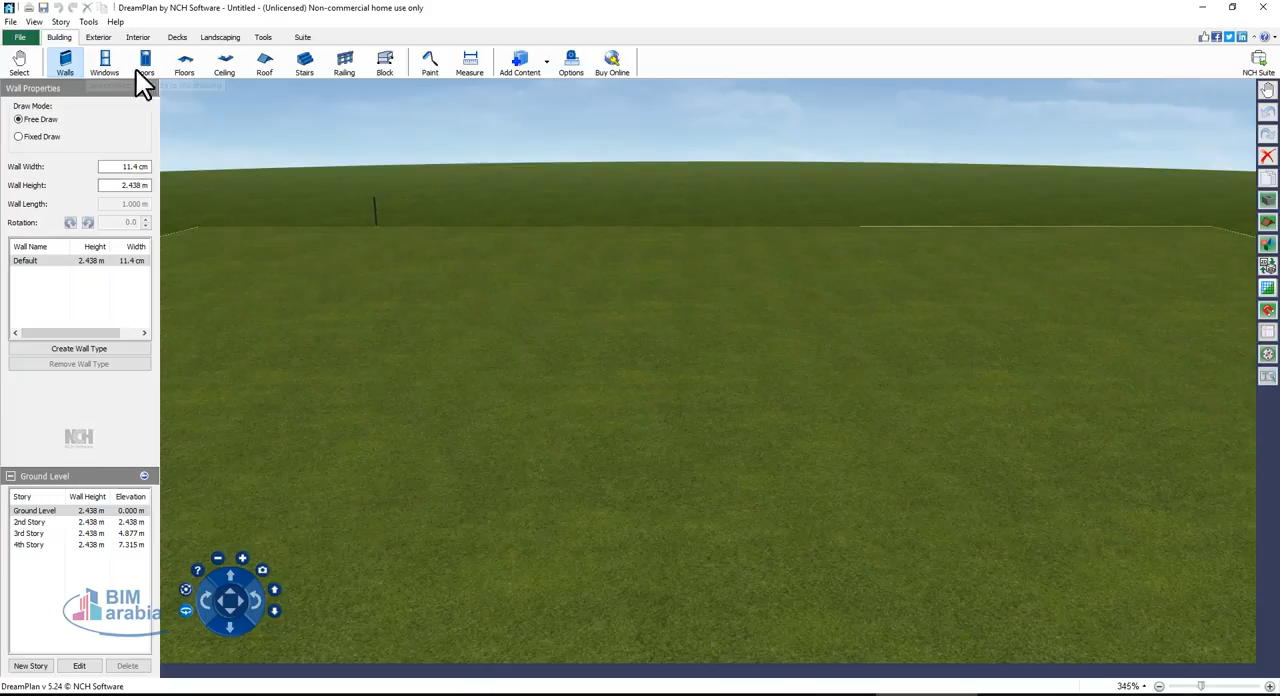 DreamPlan by NCH Software - Untitled - (Unlicensed) Non-commercial home use only
File View Story Tools Help
File Building Exterior Interior Decks Landscaping Tools Suite
Select Walls Windows Floors Ceiling Roof Stairs Railing Block Paint Measure Add Content Options Buy Online NCH Suite
Wall Properties
Draw Mode:
Free Draw
Fixed Draw
Wall Width: 11.4 cm
Wall Height: 2.438 m
Wall Length: 1.000 m
Rotation: 0.0
Wall Name Height Width
Default 2.438 m 11.4 cm
Create Wall Type
Remove Wall Type
NCH
NCH Software
Ground Level
Story Wall Height Elevation
Ground Level 2.438 m 0.000 m
2nd Story 2.438 m 2.438 m
3rd Story 2.438 m 4.877 m
4th Story 2.438 m 7.315 m
BIM
arabia
New Story Edit Delete
DreamPlan v 5.24 © NCH Software
345%